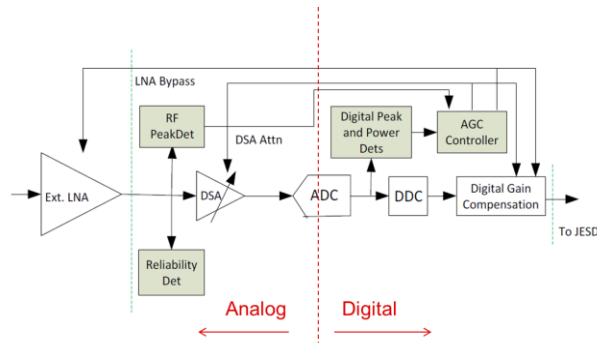 LNA Bypass
RF
PeakDet
DSA Attn
Digital Peak
and Power
Dets
AGC
Controller
Ext. LNA
DSA
ADC
DDC
Digital Gain
Compensation
Reliability
Det
To JESD
Analog
Digital